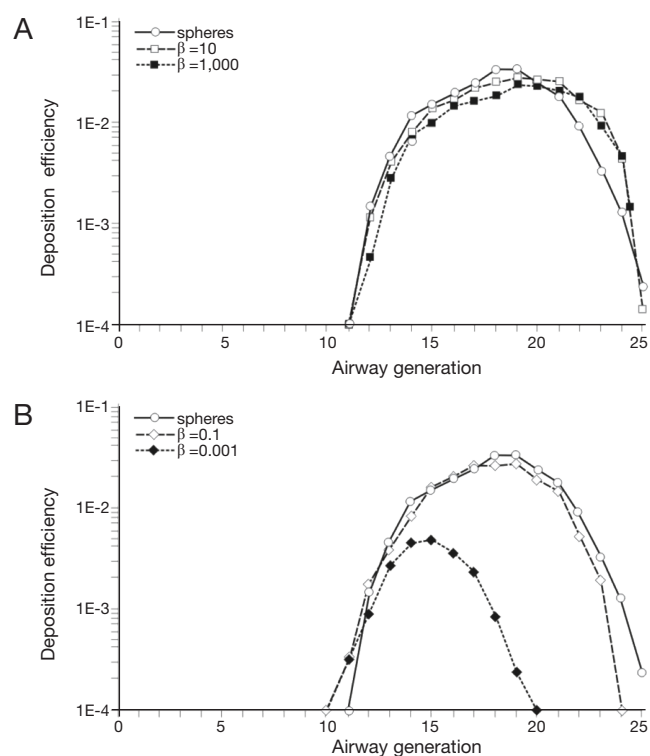 A
1E-1
1E-2
1E-3
1E-4
Deposition efficiency
spheres
β =10
β =1,000
0 5 10 15 20 25
Airway generation
B
1E-1
1E-2
1E-3
1E-4
Deposition efficiency
spheres
β =0.1
β =0.001
0 5 10 15 20 25
Airway generation